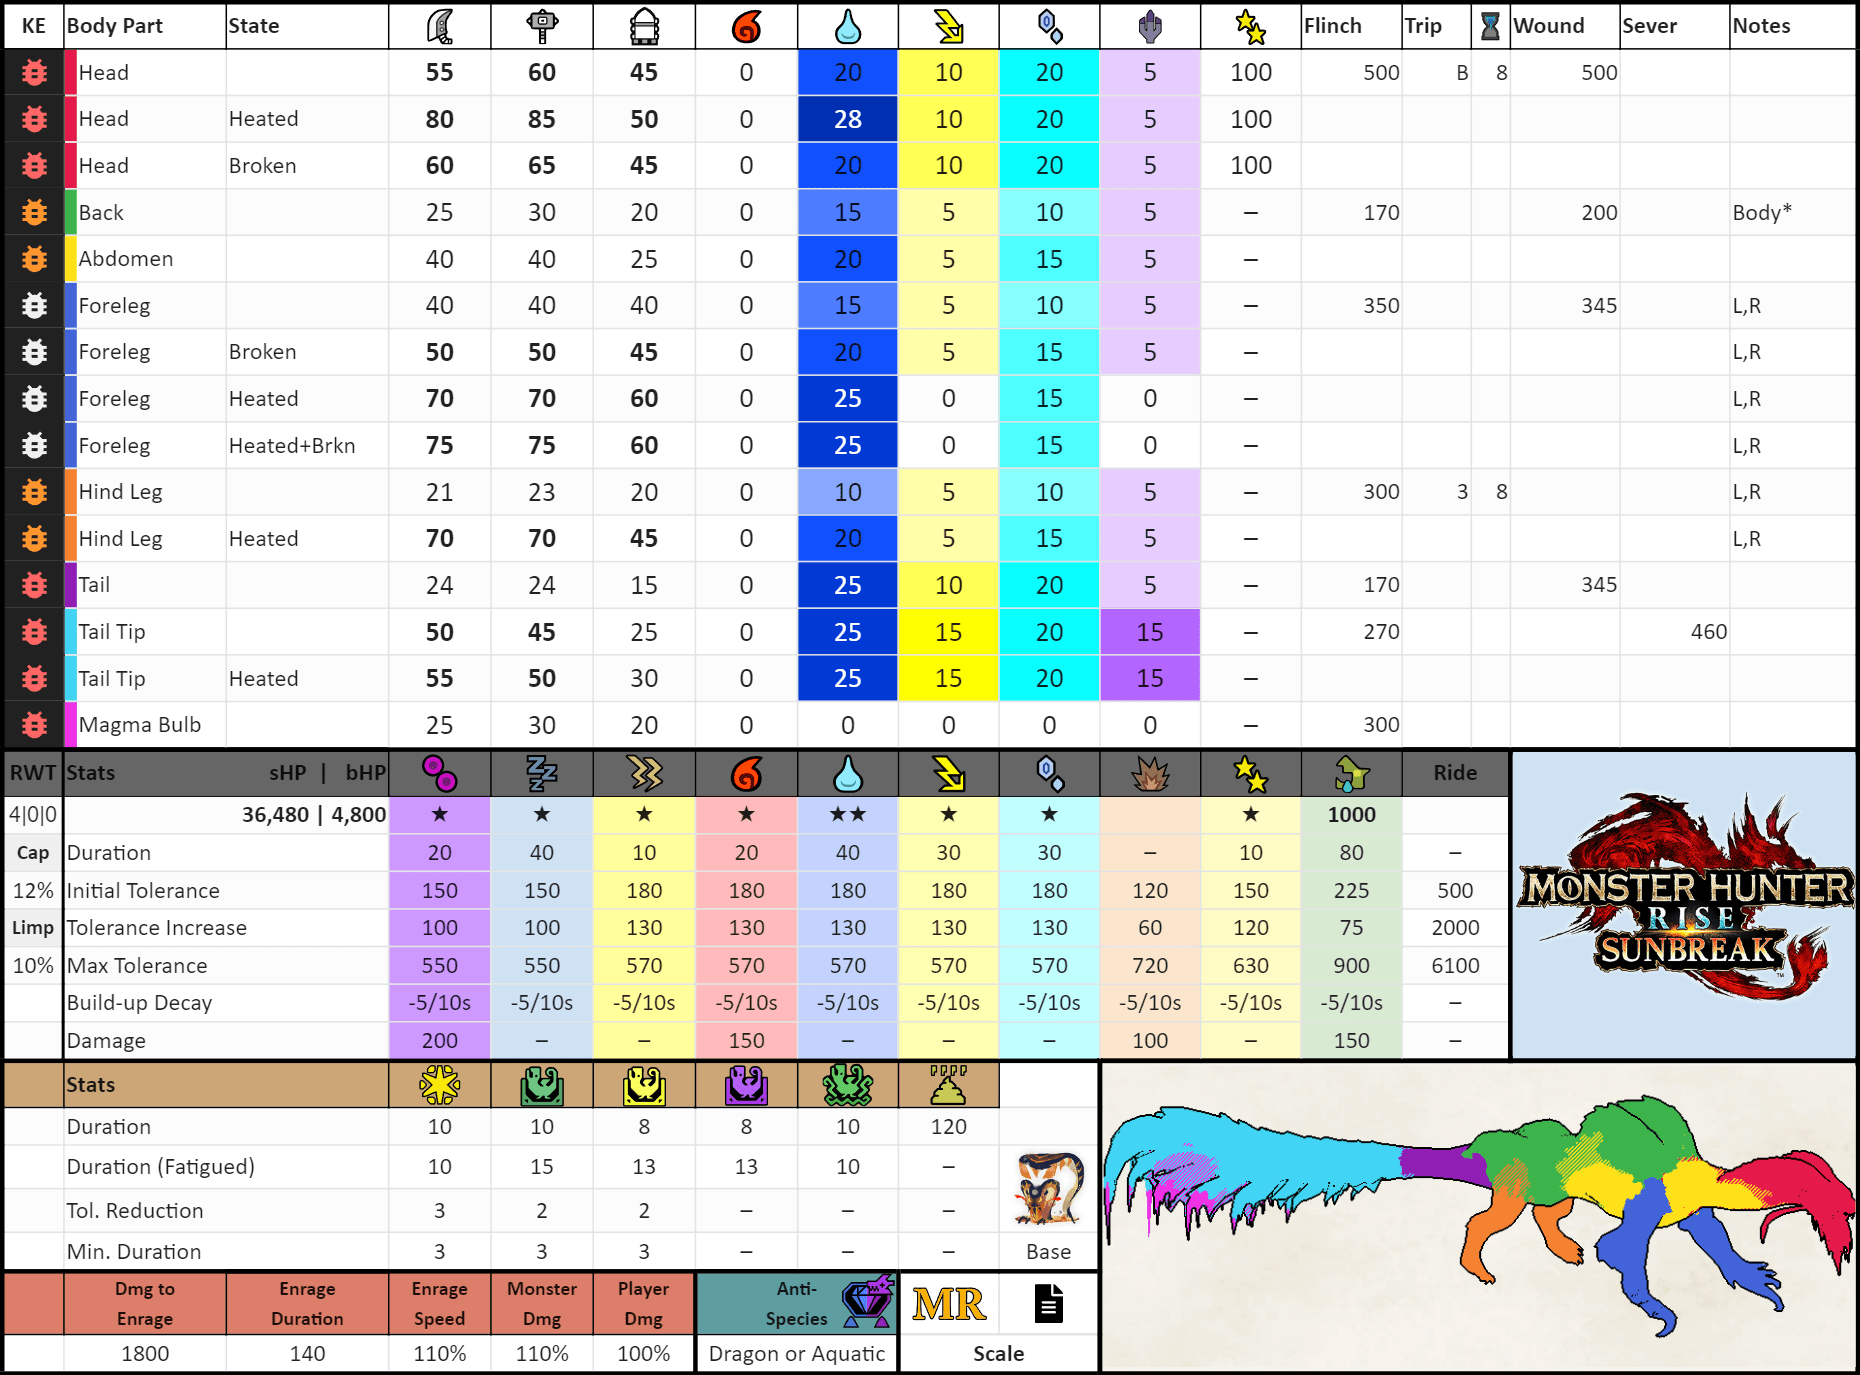 KE Body Part State Flinch Trip Wound Sever Notes
Head 55 60 45 0 20 10 20 5 100 500 B 8 500
Head Heated 80 85 50 0 28 10 20 5 100
Head Broken 60 65 45 0 20 10 20 5 100
Back 25 30 20 0 15 5 10 5 – 170 200 Body*
Abdomen 40 40 25 0 20 5 15 5 –
Foreleg 40 40 40 0 15 5 10 5 – 350 345 L,R
Foreleg Broken 50 50 45 0 20 5 15 5 – L,R
Foreleg Heated 70 70 60 0 25 0 15 0 – L,R
Foreleg Heated+Brkn 75 75 60 0 25 0 15 0 – L,R
Hind Leg 21 23 20 0 10 5 10 5 – 300 3 8 L,R
Hind Leg Heated 70 70 45 0 20 5 15 5 – L,R
Tail 24 24 15 0 25 10 20 5 – 170 345
Tail Tip 50 45 25 0 25 15 20 15 – 270 460
Tail Tip Heated 55 50 30 0 25 15 20 15 –
Magma Bulb 25 30 20 0 0 0 0 0 – 300
RWT Stats sHP | bHP Ride
4|0|0 36,480 | 4,800 ★ ★ ★ ★ ★★ ★ ★ ★ 1000
Cap Duration 20 40 10 20 40 30 30 – 10 80 –
12% Initial Tolerance 150 150 180 180 180 180 180 120 150 225 500
Limp Tolerance Increase 100 100 130 130 130 130 130 60 120 75 2000
10% Max Tolerance 550 550 570 570 570 570 570 720 630 900 6100
Build-up Decay -5/10s -5/10s -5/10s -5/10s -5/10s -5/10s -5/10s -5/10s -5/10s -5/10s –
Damage 200 – – 150 – – – 100 – 150 –
MONSTER HUNTER
RISE
SUNBREAK
™
Stats
Duration 10 10 8 8 10 120
Duration (Fatigued) 10 15 13 13 10 –
Tol. Reduction 3 2 2 – – –
Min. Duration 3 3 3 – – – Base
Dmg to Enrage Enrage Monster Player Anti-
Enrage Duration Speed Dmg Dmg Species MR
1800 140 110% 110% 100% Dragon or Aquatic Scale